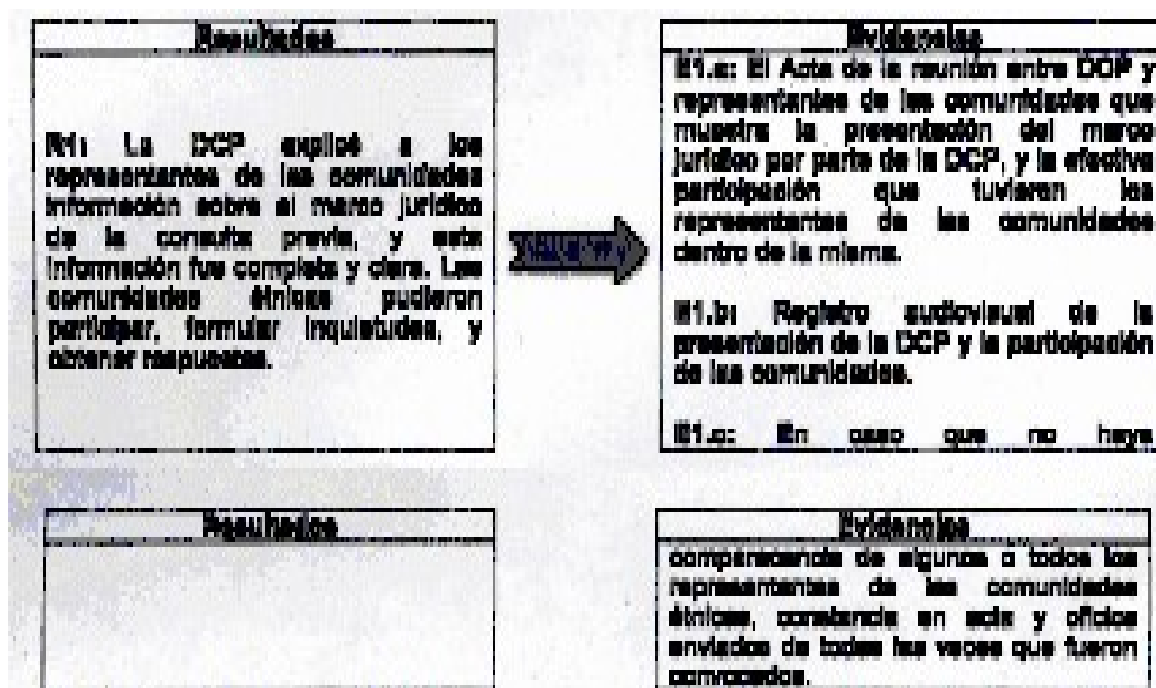 Resultados
R1: La DCP explicó a los
representantes de las comunidades
información sobre el marco jurídico
de la consulta previa, y esta
información fue completa y clara. Las
comunidades étnicas pudieron
participar, formular inquietudes, y
obtener respuestas.
Evidencias
E1.a: El Acta de la reunión entre DCP y
representantes de las comunidades que
muestra la presentación del marco
jurídico por parte de la DCP, y la efectiva
participación que tuvieron los
representantes de las comunidades
dentro de la misma.
E1.b: Registro audiovisual de la
presentación de la DCP y la participación
de las comunidades.
E1.c: En caso que no haya
Resultados
Evidencias
comparecencia de algunos o todos los
representantes de las comunidades
étnicas, constancia en acta y oficios
enviados de todas las veces que fueron
convocados.